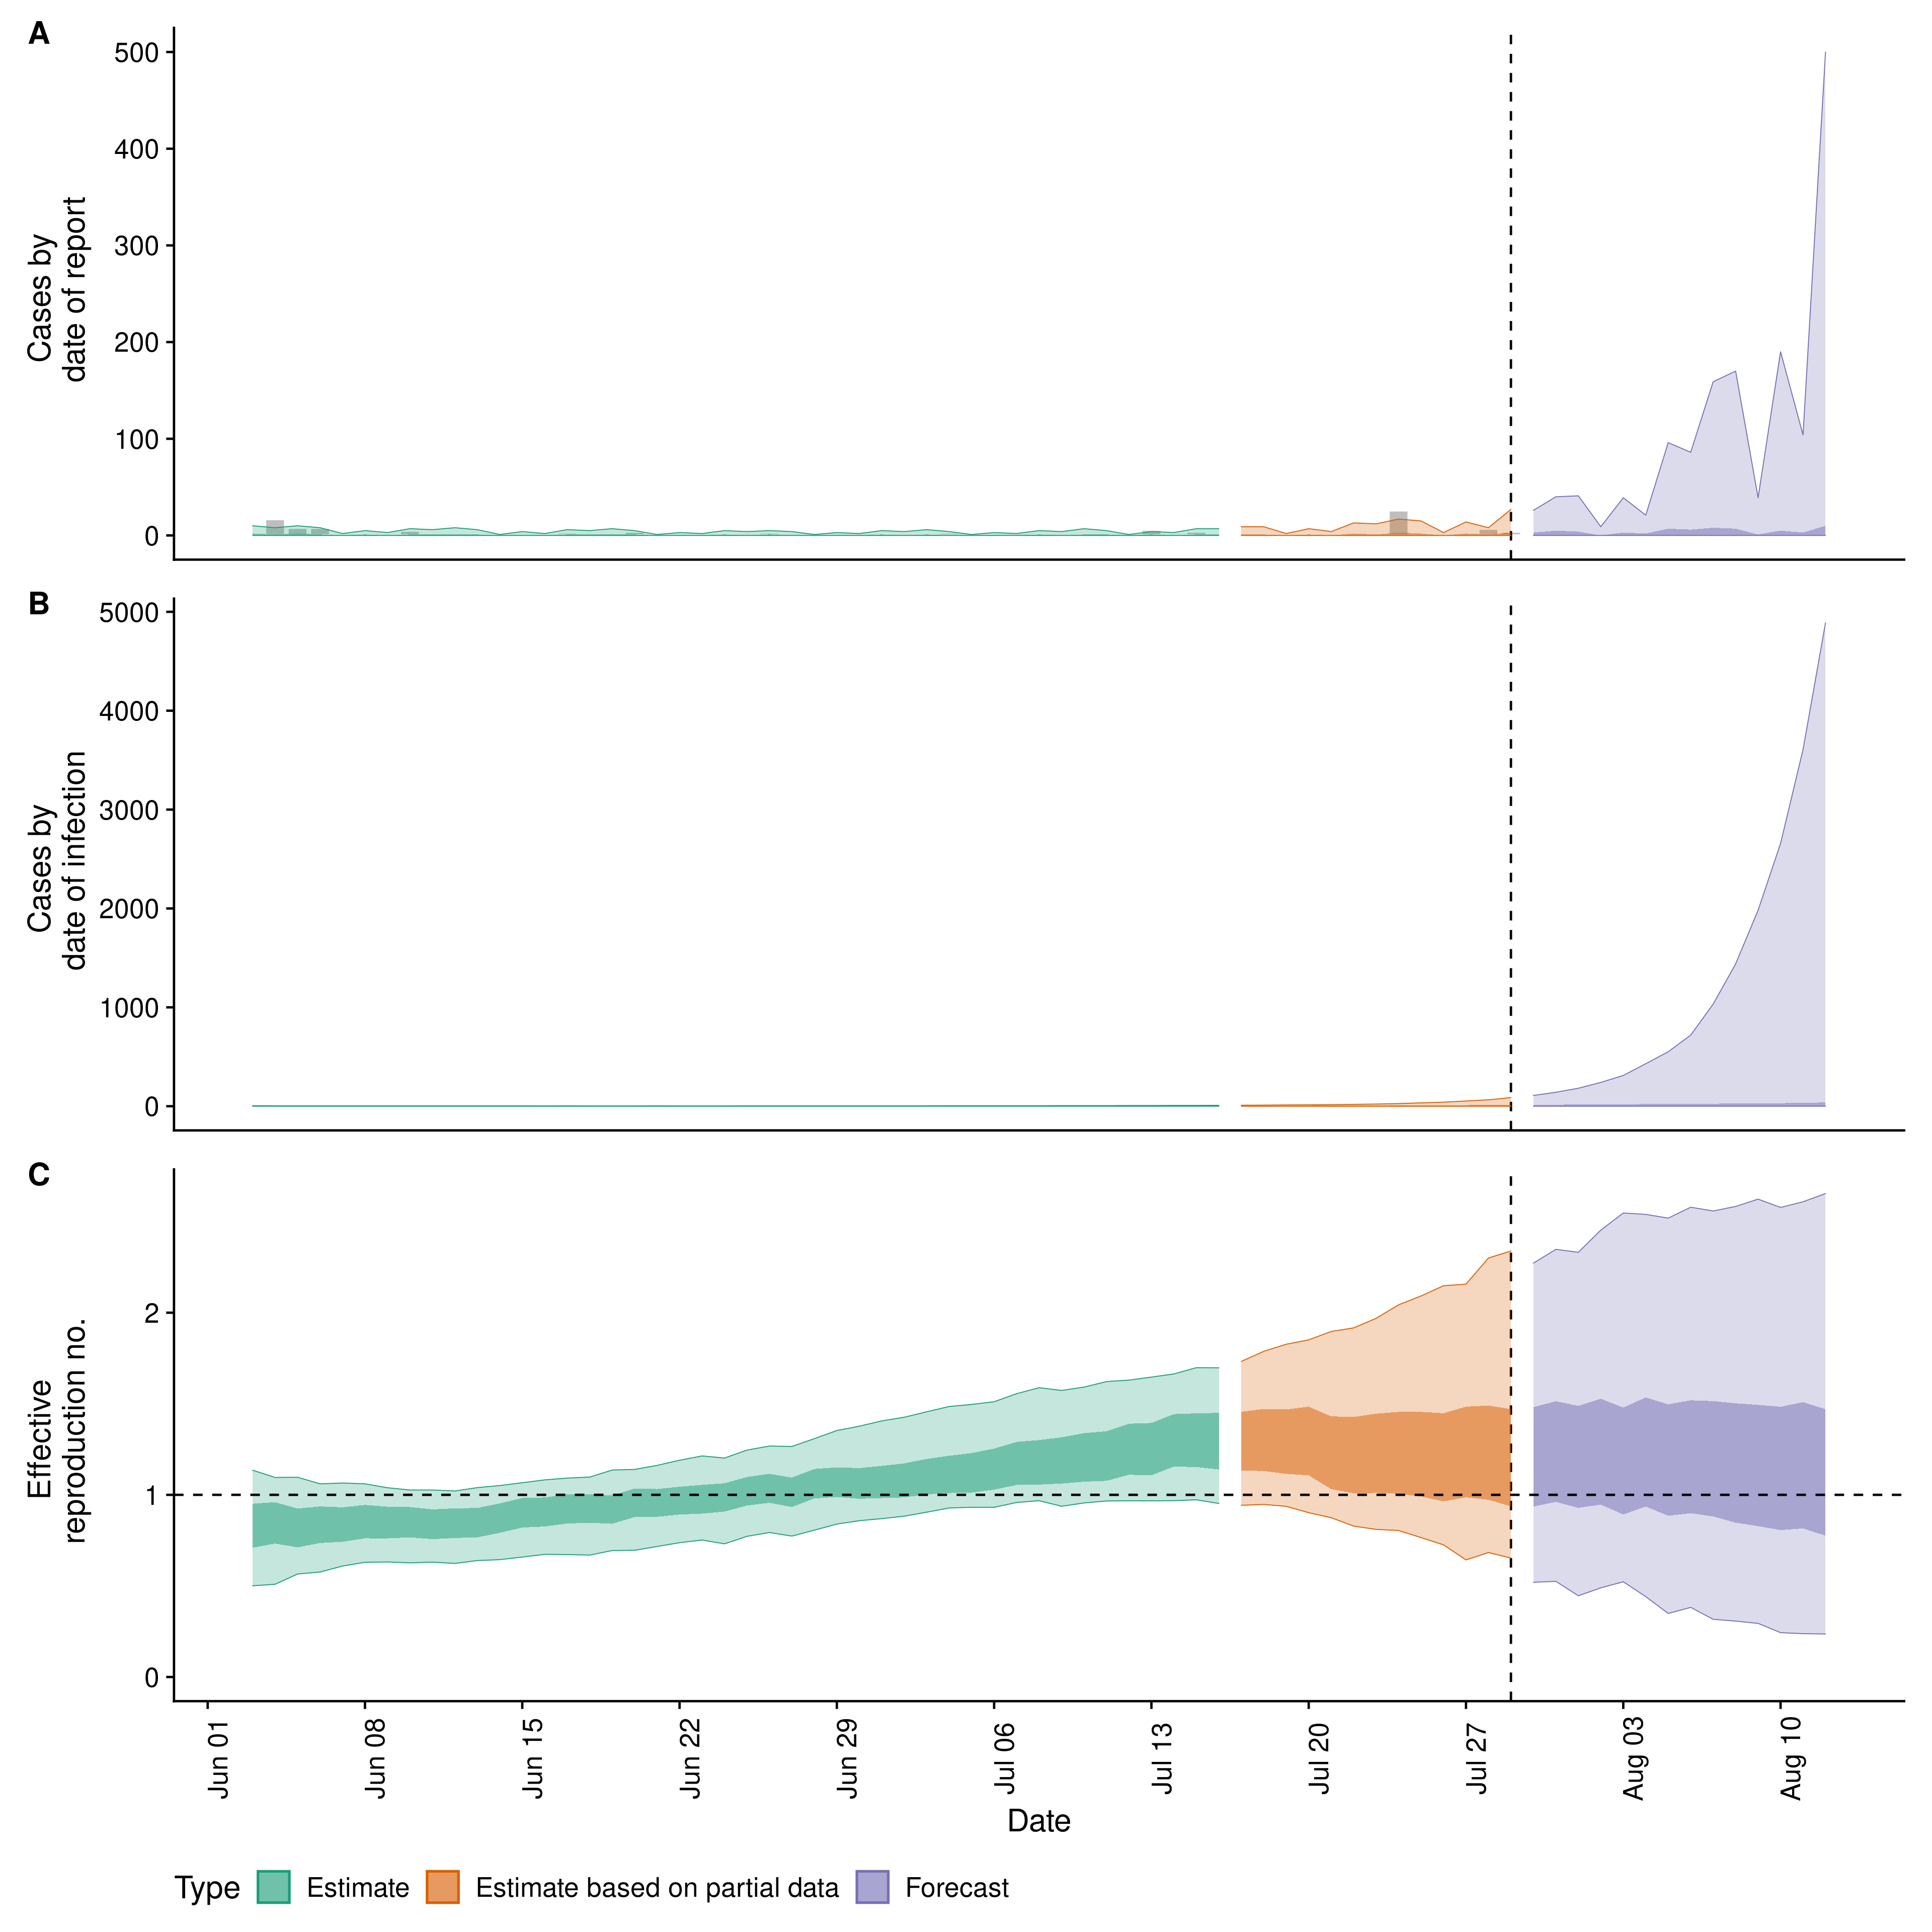 A
500
400
300
200
100
0
Cases by
date of report
B
5000
4000
3000
2000
1000
0
Cases by
date of infection
C
2
1
0
Effective
reproduction no.
Jun 01
Jun 08
Jun 15
Jun 22
Jun 29
Jul 06
Jul 13
Jul 20
Jul 27
Aug 03
Aug 10
Date
Type Estimate Estimate based on partial data Forecast